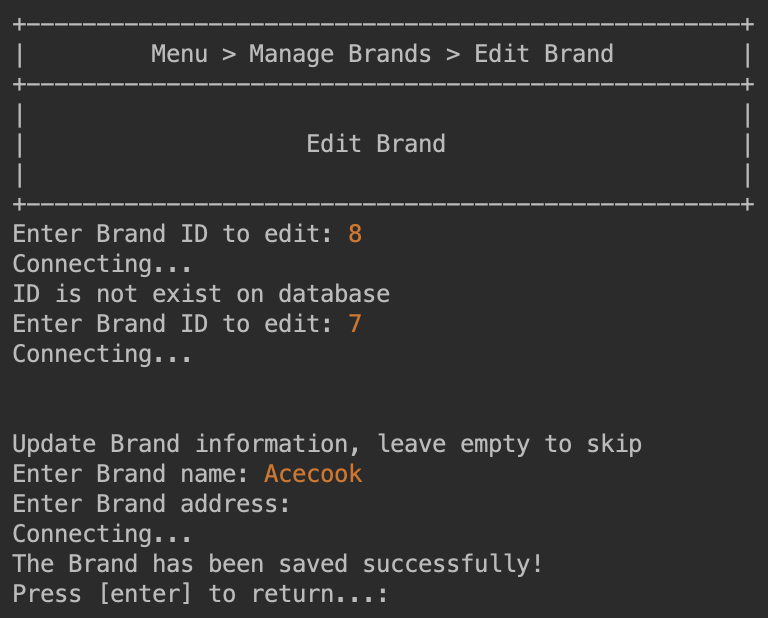 Menu > Manage Brands > Edit Brand
Edit Brand
Enter Brand ID to edit: 8
Connecting...
ID is not exist on database
Enter Brand ID to edit: 7
Connecting...
Update Brand information, leave empty to skip
Enter Brand name: Acecook
Enter Brand address:
Connecting...
The Brand has been saved successfully!
Press [enter] to return...: